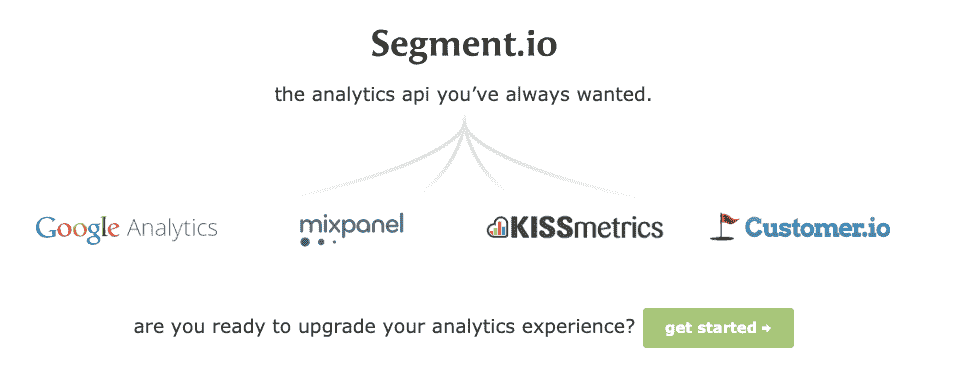 Segment.io
the analytics api you’ve always wanted.
Google Analytics mixpanel KISSmetrics Customer.io
are you ready to upgrade your analytics experience? get started →